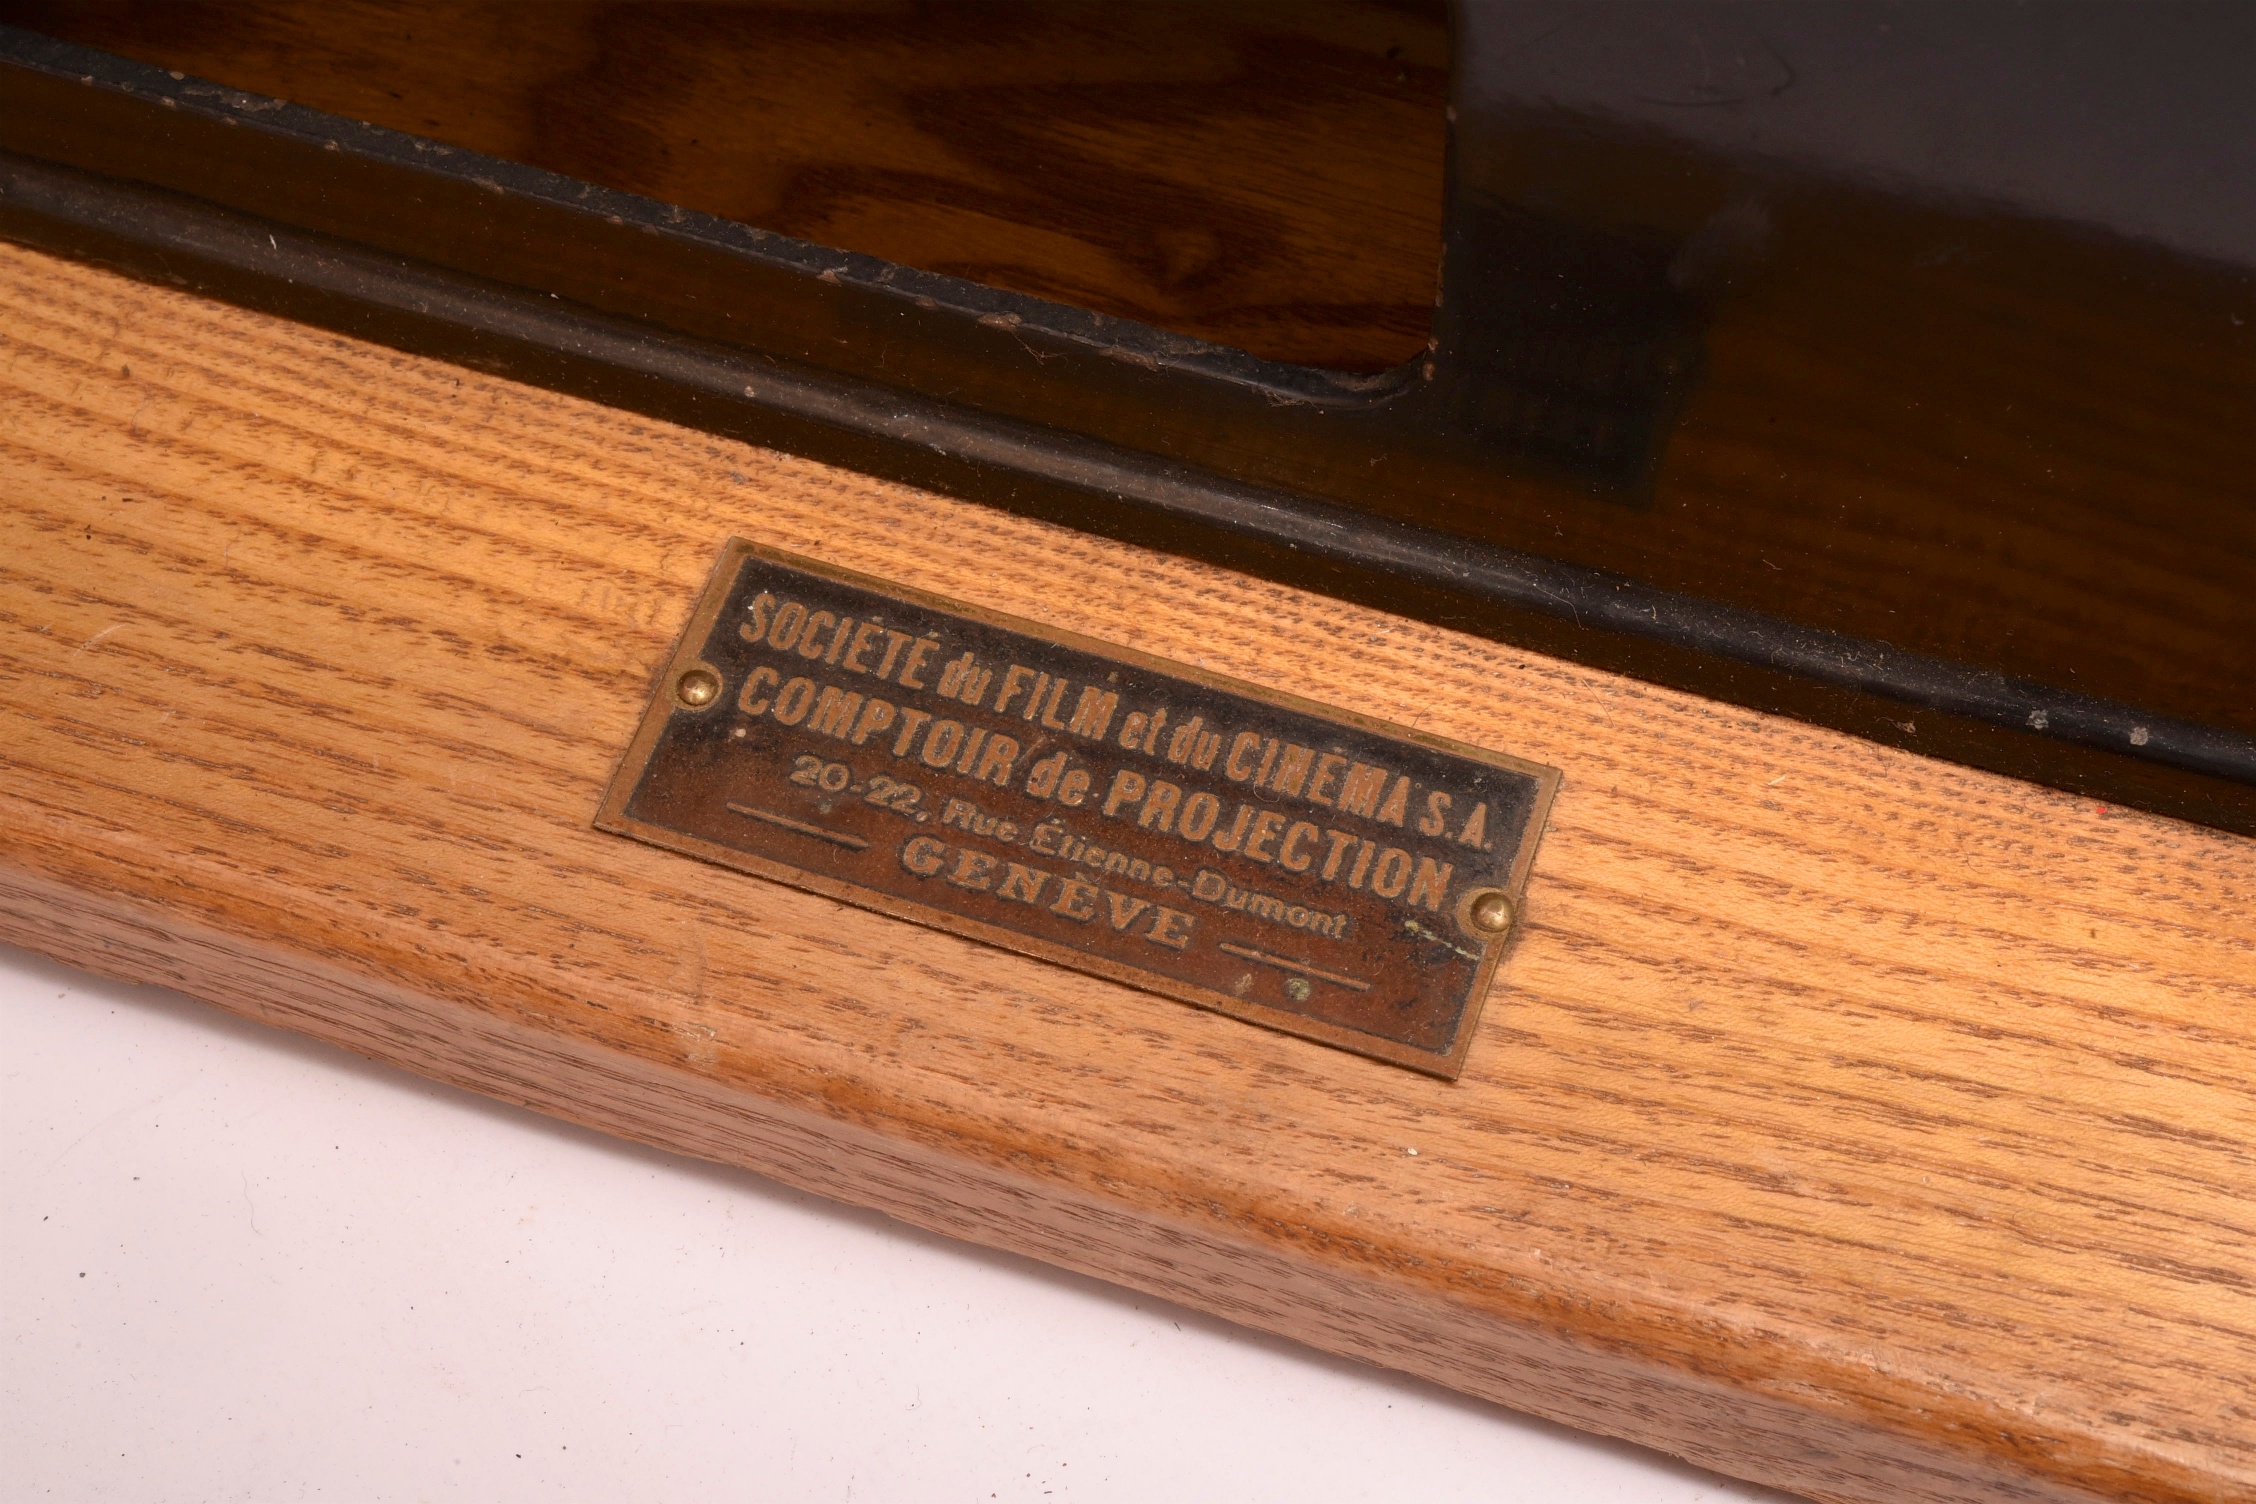 SOCIÉTÉ du FILM et du CINÉMA S.A.
COMPTOIR de PROJECTION
20-22, Rue Étienne-Dumont
GENÈVE